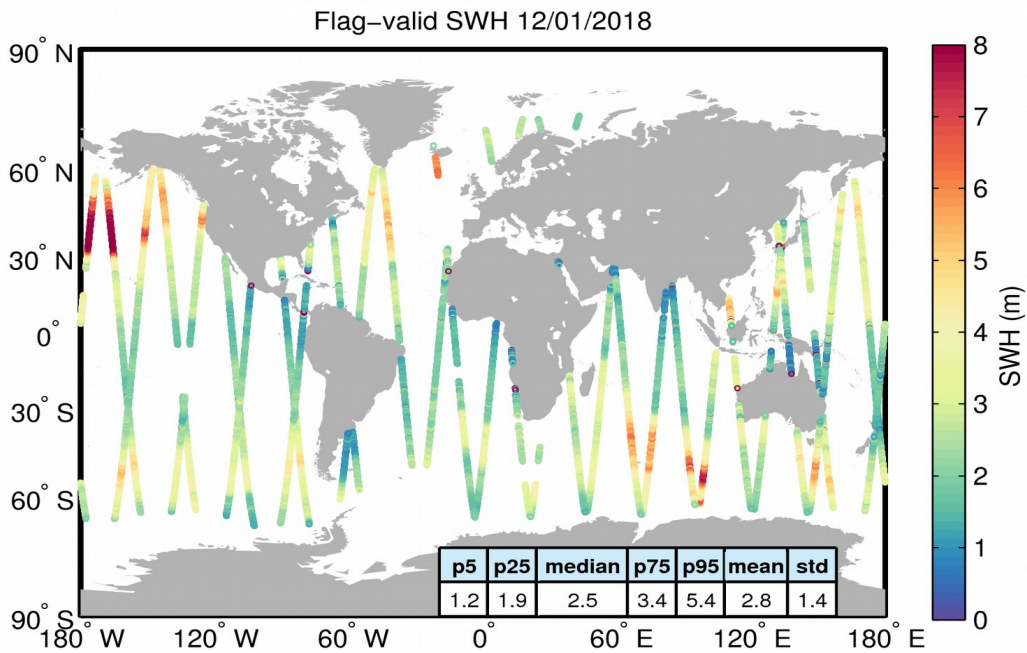 Flag−valid SWH 12/01/2018
90° N
60° N
30° N
0°
30° S
60° S
90° S
180° W
120° W
60° W
0°
60° E
120° E
180° E
p5 p25 median p75 p95 mean std
1.2 1.9 2.5 3.4 5.4 2.8 1.4
8
7
6
5
4
3
2
1
0
SWH (m)